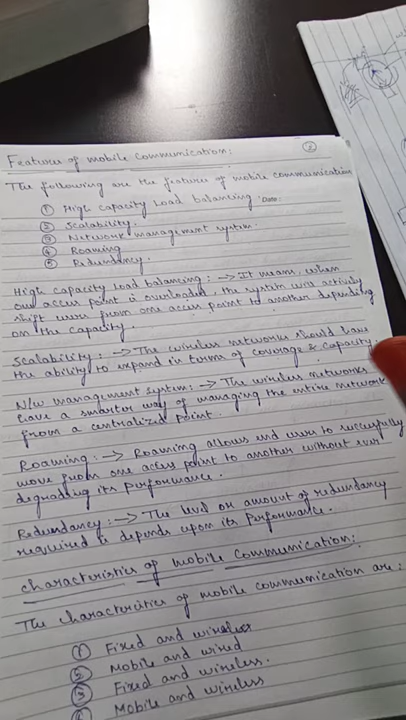 ②
Features of mobile Communication:
The following are the features of mobile communication
① High capacity Load balancing
② Scalability.
③ Network management system.
④ Roaming
⑤ Redundancy.
High capacity Load balancing: → It means, when
our access point is overloaded, the system will actively
shift users from one access point to another depending
on the capacity.
Scalability: → The wireless networks should have
the ability to expand in terms of coverage & capacity.
N/w management system: → The wireless networks
have a smarter way of managing the entire network
from a centralized point.
Roaming: → Roaming allows end users to succesfully
move from one access point to another without ever
degrading its performance.
Redundancy: → The level or amount of redundancy
required is depends upon its Performance.
Characteristics of mobile Communication:
The characteristics of mobile communication are:
① Fixed and wireless
② Mobile and wired
③ Fixed and wireless.
④ Mobile and wireless